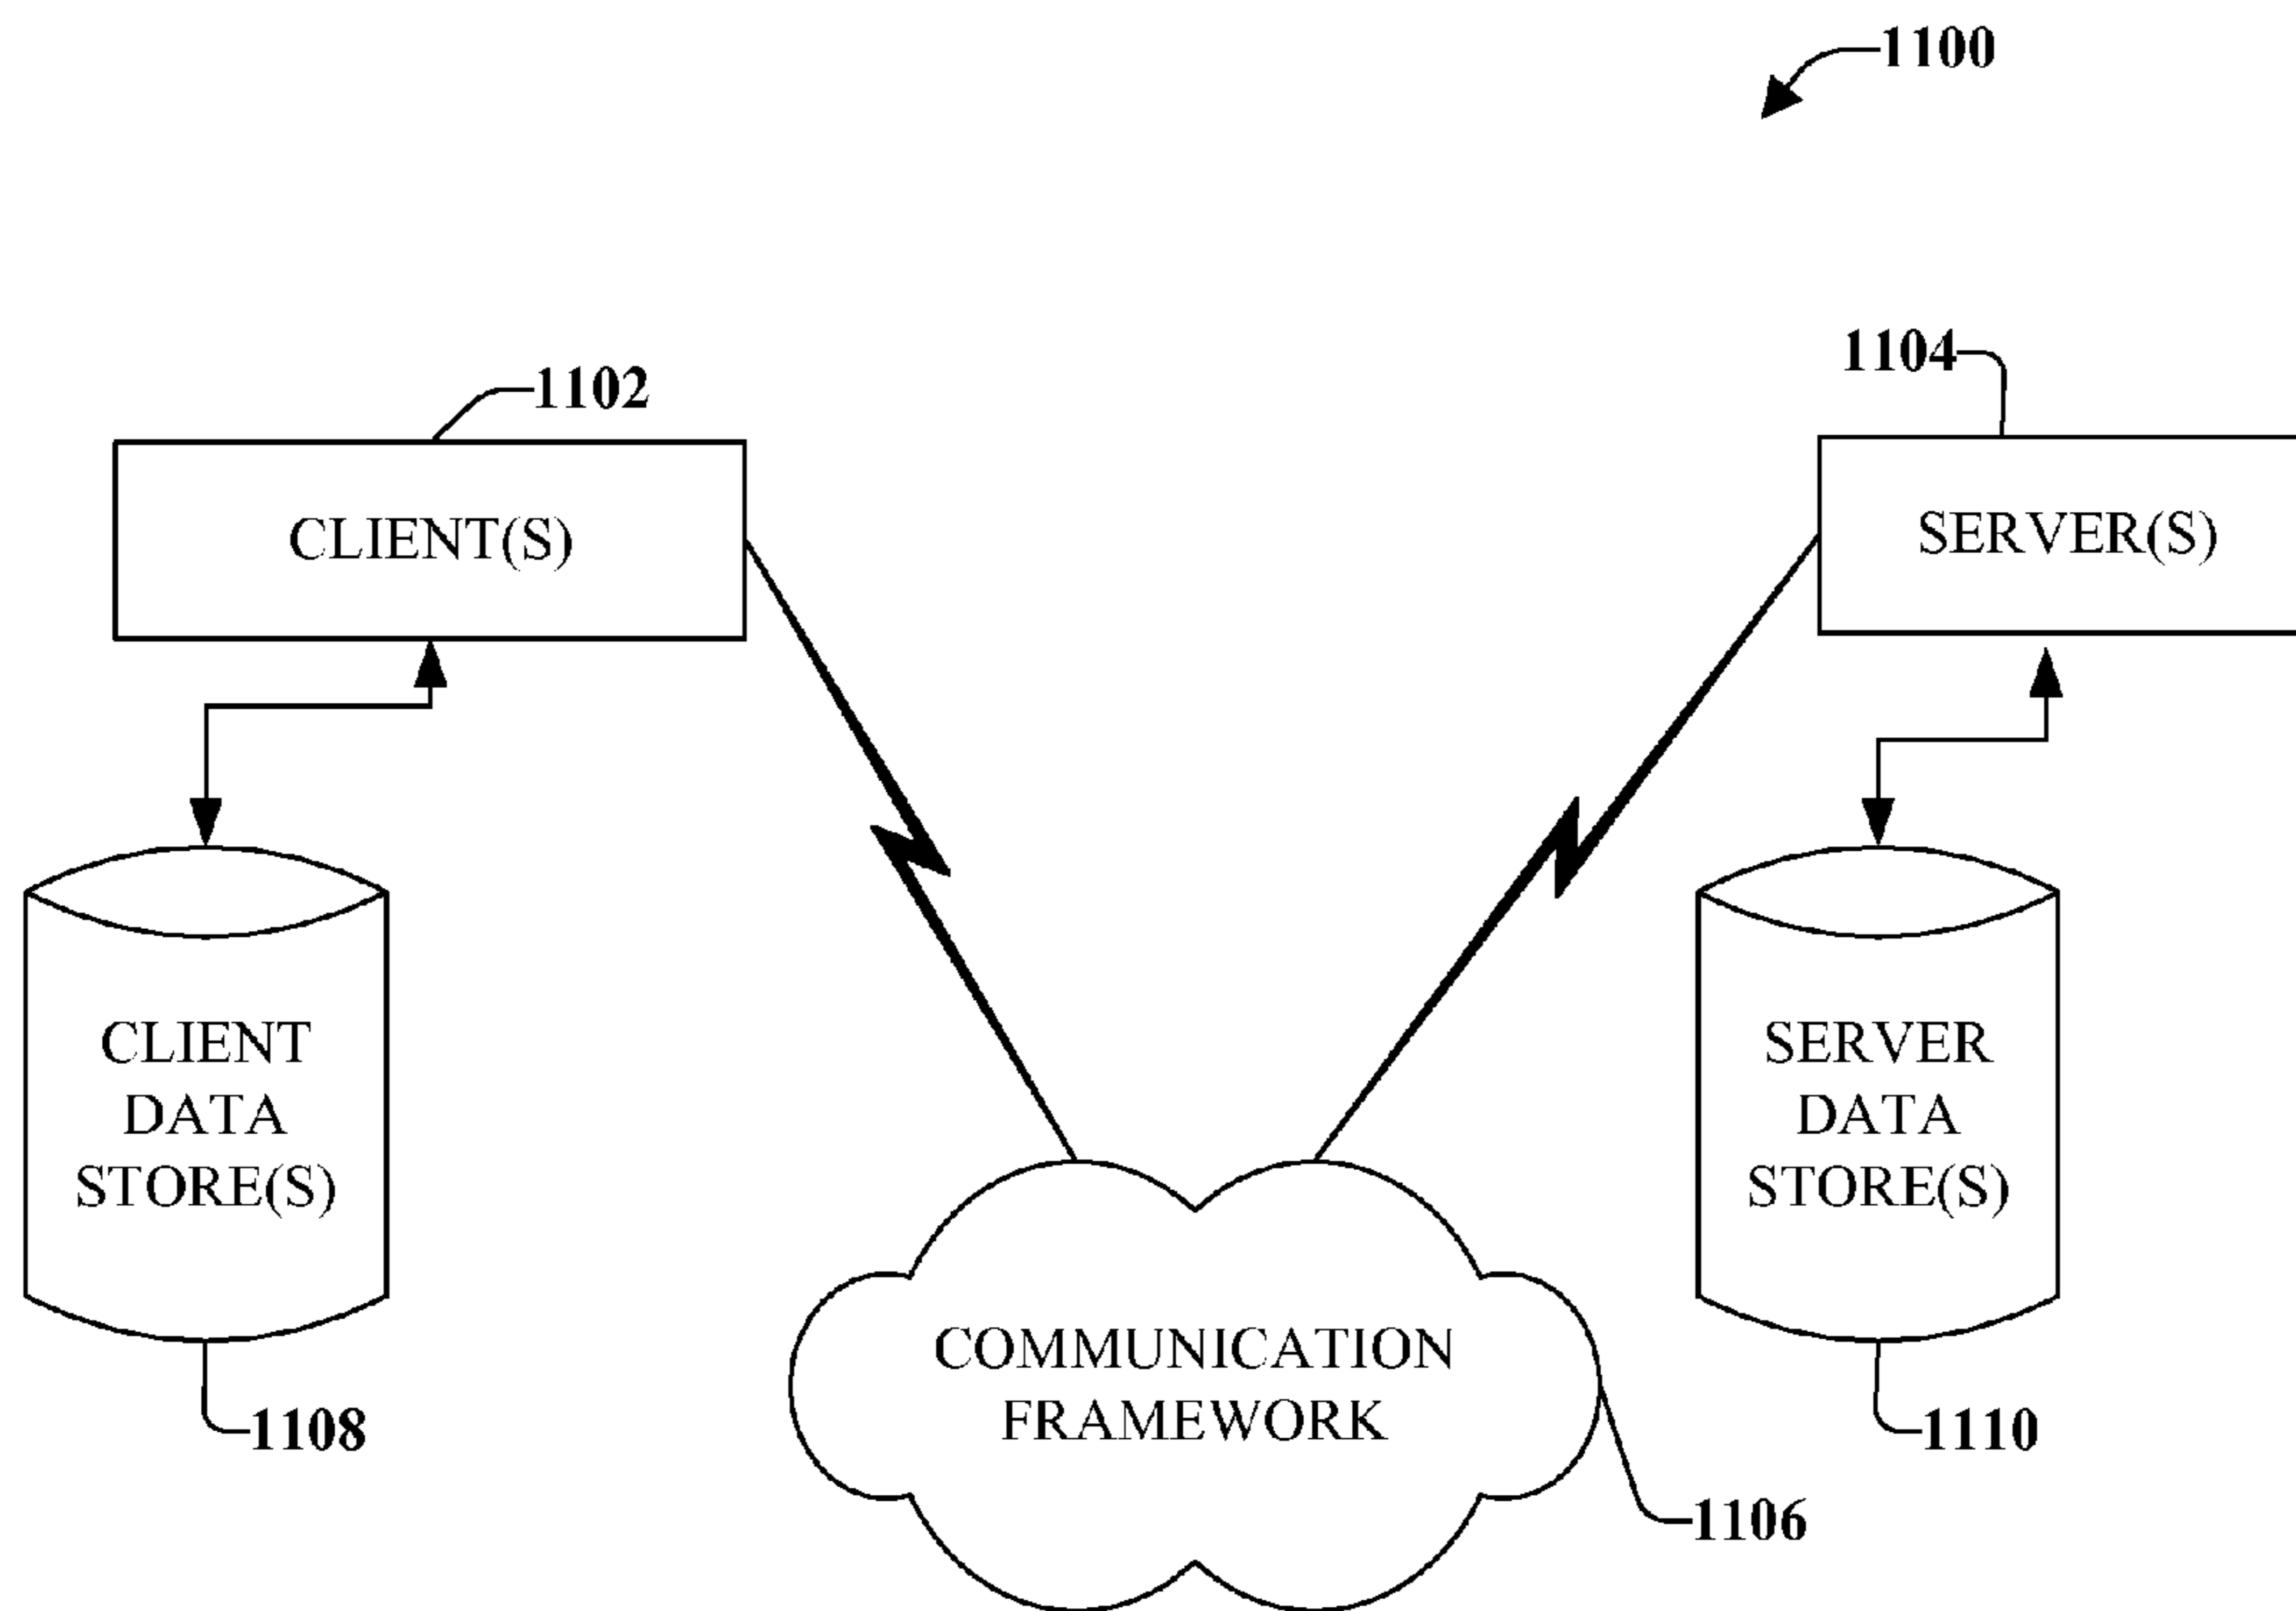 1100
1102
1104
CLIENT(S)
SERVER(S)
CLIENT
DATA
STORE(S)
SERVER
DATA
STORE(S)
COMMUNICATION
FRAMEWORK
1108
1110
1106